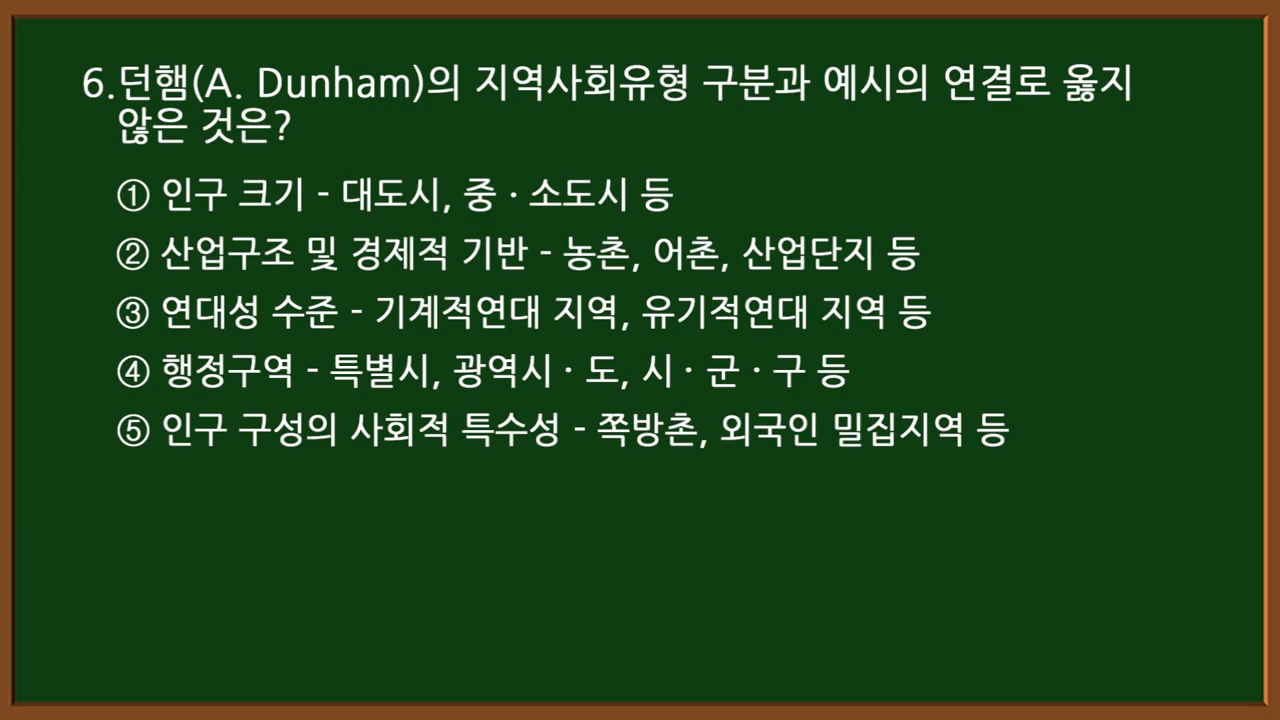 6.던햄(A. Dunham)의 지역사회유형 구분과 예시의 연결로 옳지
않은 것은?
① 인구 크기 - 대도시, 중 · 소도시 등
② 산업구조 및 경제적 기반 - 농촌, 어촌, 산업단지 등
③ 연대성 수준 - 기계적연대 지역, 유기적연대 지역 등
④ 행정구역 - 특별시, 광역시 · 도, 시 · 군 · 구 등
⑤ 인구 구성의 사회적 특수성 - 쪽방촌, 외국인 밀집지역 등